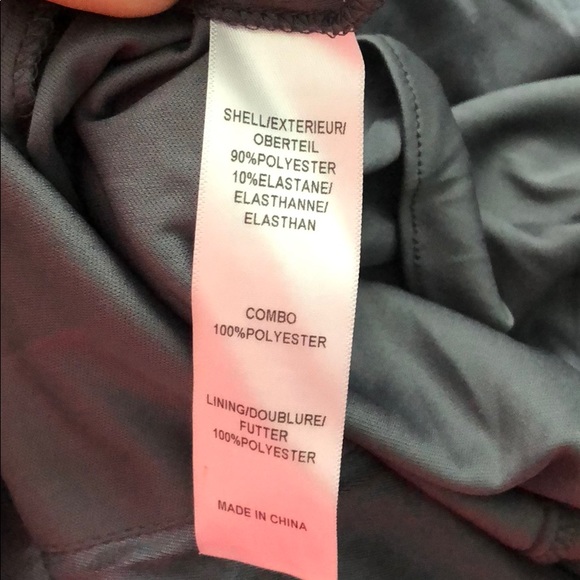 SHELL/EXTERIEUR/
OBERTEIL
90%POLYESTER
10%ELASTANE/
ELASTHANNE/
ELASTHAN
COMBO
100%POLYESTER
LINING/DOUBLURE/
FUTTER
100%POLYESTER
MADE IN CHINA